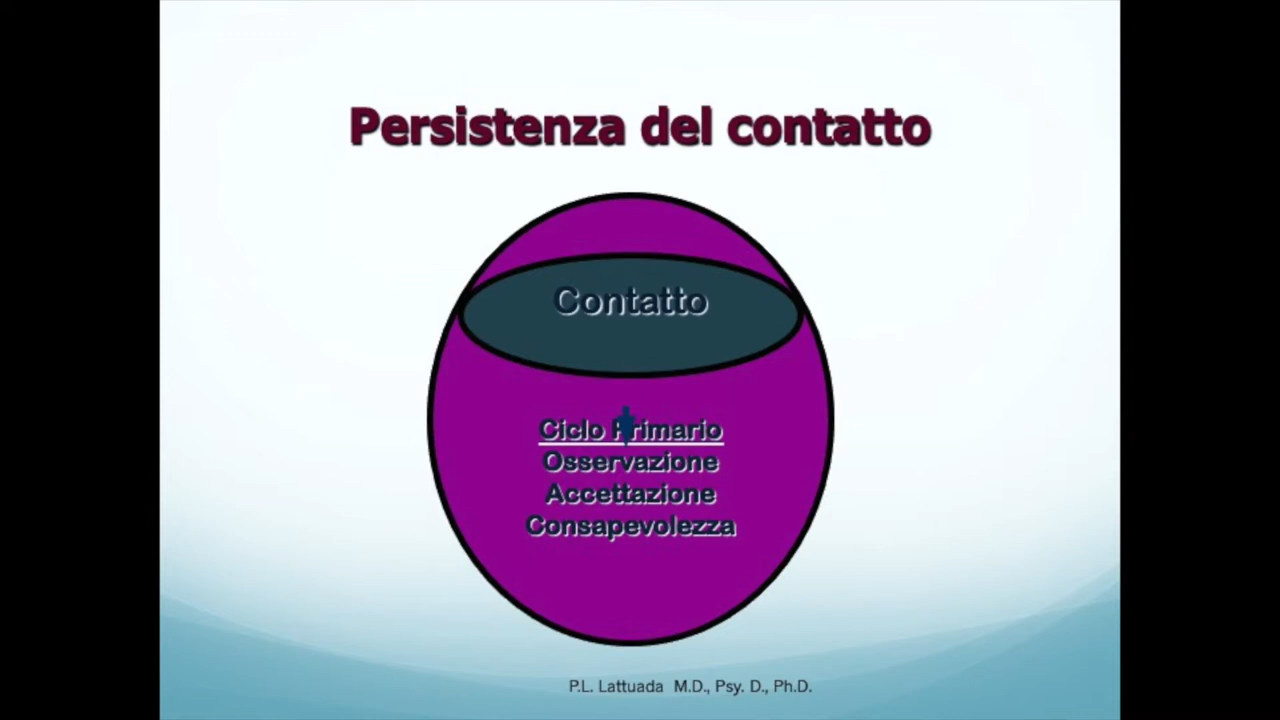 Persistenza del contatto
Contatto
Ciclo Primario
Osservazione
Accettazione
Consapevolezza
P.L. Lattuada M.D., Psy. D., Ph.D.